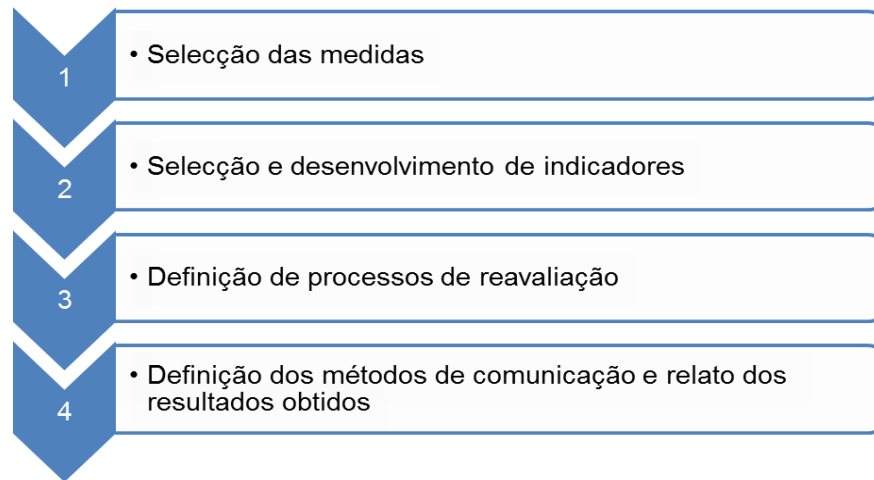 1
• Selecção das medidas
2
• Selecção e desenvolvimento de indicadores
3
• Definição de processos de reavaliação
4
• Definição dos métodos de comunicação e relato dos
resultados obtidos